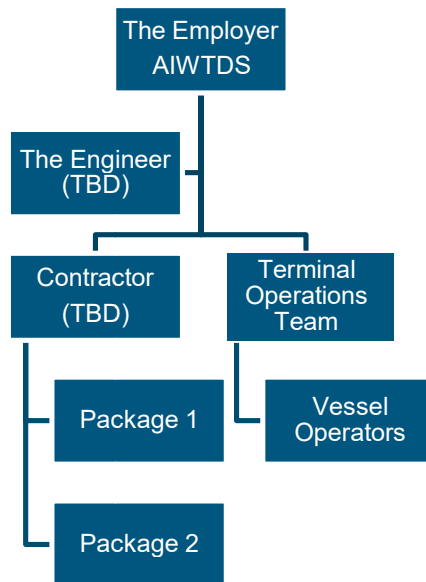 The Employer
AIWTDS
The Engineer
(TBD)
Contractor
(TBD)
Terminal
Operations
Team
Package 1
Vessel
Operators
Package 2